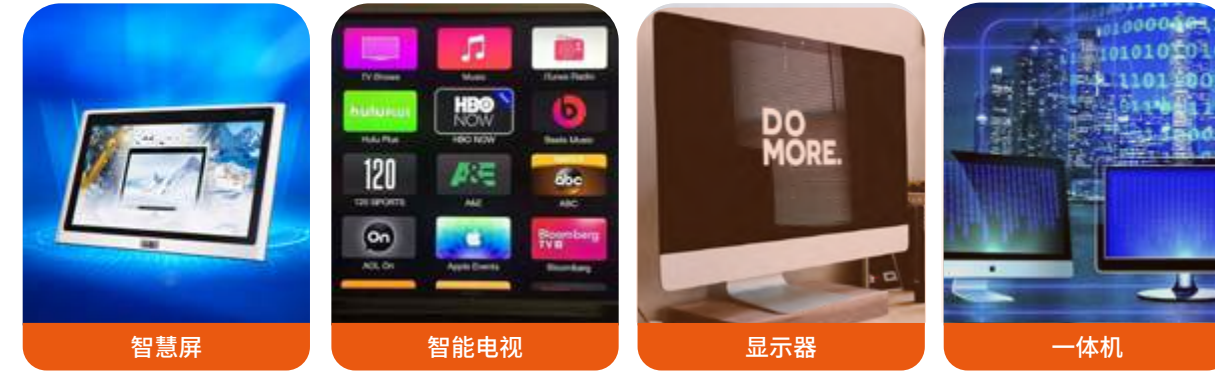 TV Shows
Music
iTunes Radio
huluPLUS
HBO
NOW
Hulu Plus
HBO NOW
Beats Music
120
A&E
abc
120 SPORTS
A&E
ABC
On
Bloomberg
TV
AOL On
Apple Events
Bloomberg
DO
MORE.
智慧屏
智能电视
显示器
一体机